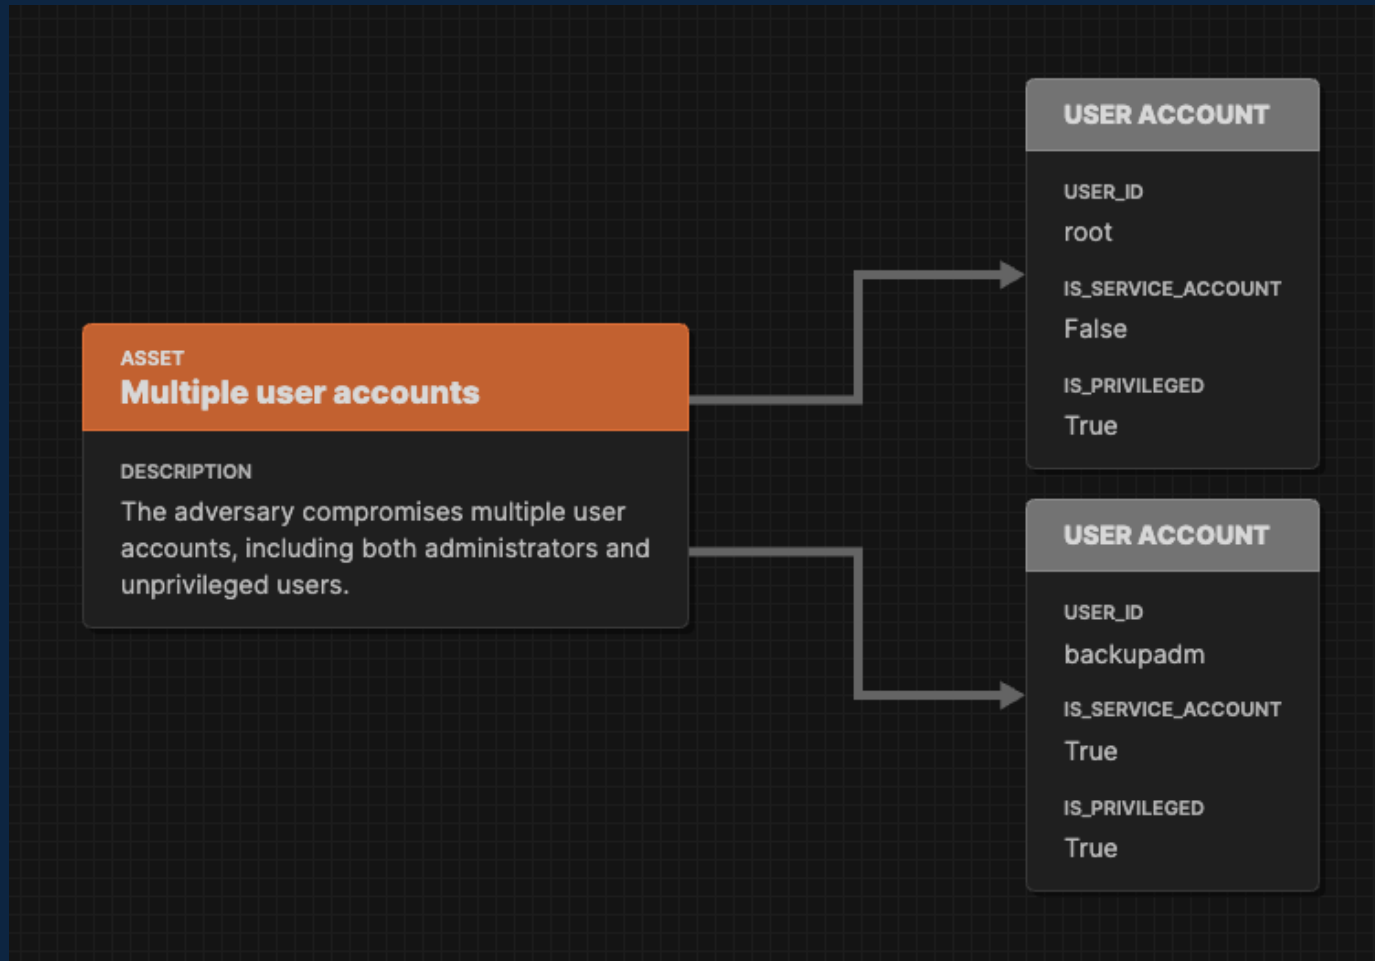 ASSET
Multiple user accounts
DESCRIPTION
The adversary compromises multiple user
accounts, including both administrators and
unprivileged users.
USER ACCOUNT
USER_ID
root
IS_SERVICE_ACCOUNT
False
IS_PRIVILEGED
True
USER ACCOUNT
USER_ID
backupadm
IS_SERVICE_ACCOUNT
True
IS_PRIVILEGED
True